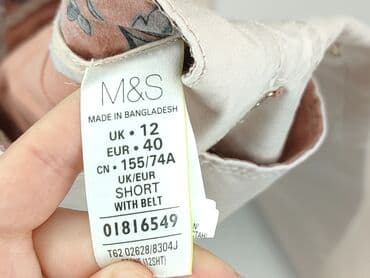 M&S
MADE IN BANGLADESH
UK • 12
EUR • 40
CN • 155/74A
UK/EUR
SHORT
WITH BELT
01816549
T62 02628/8304J